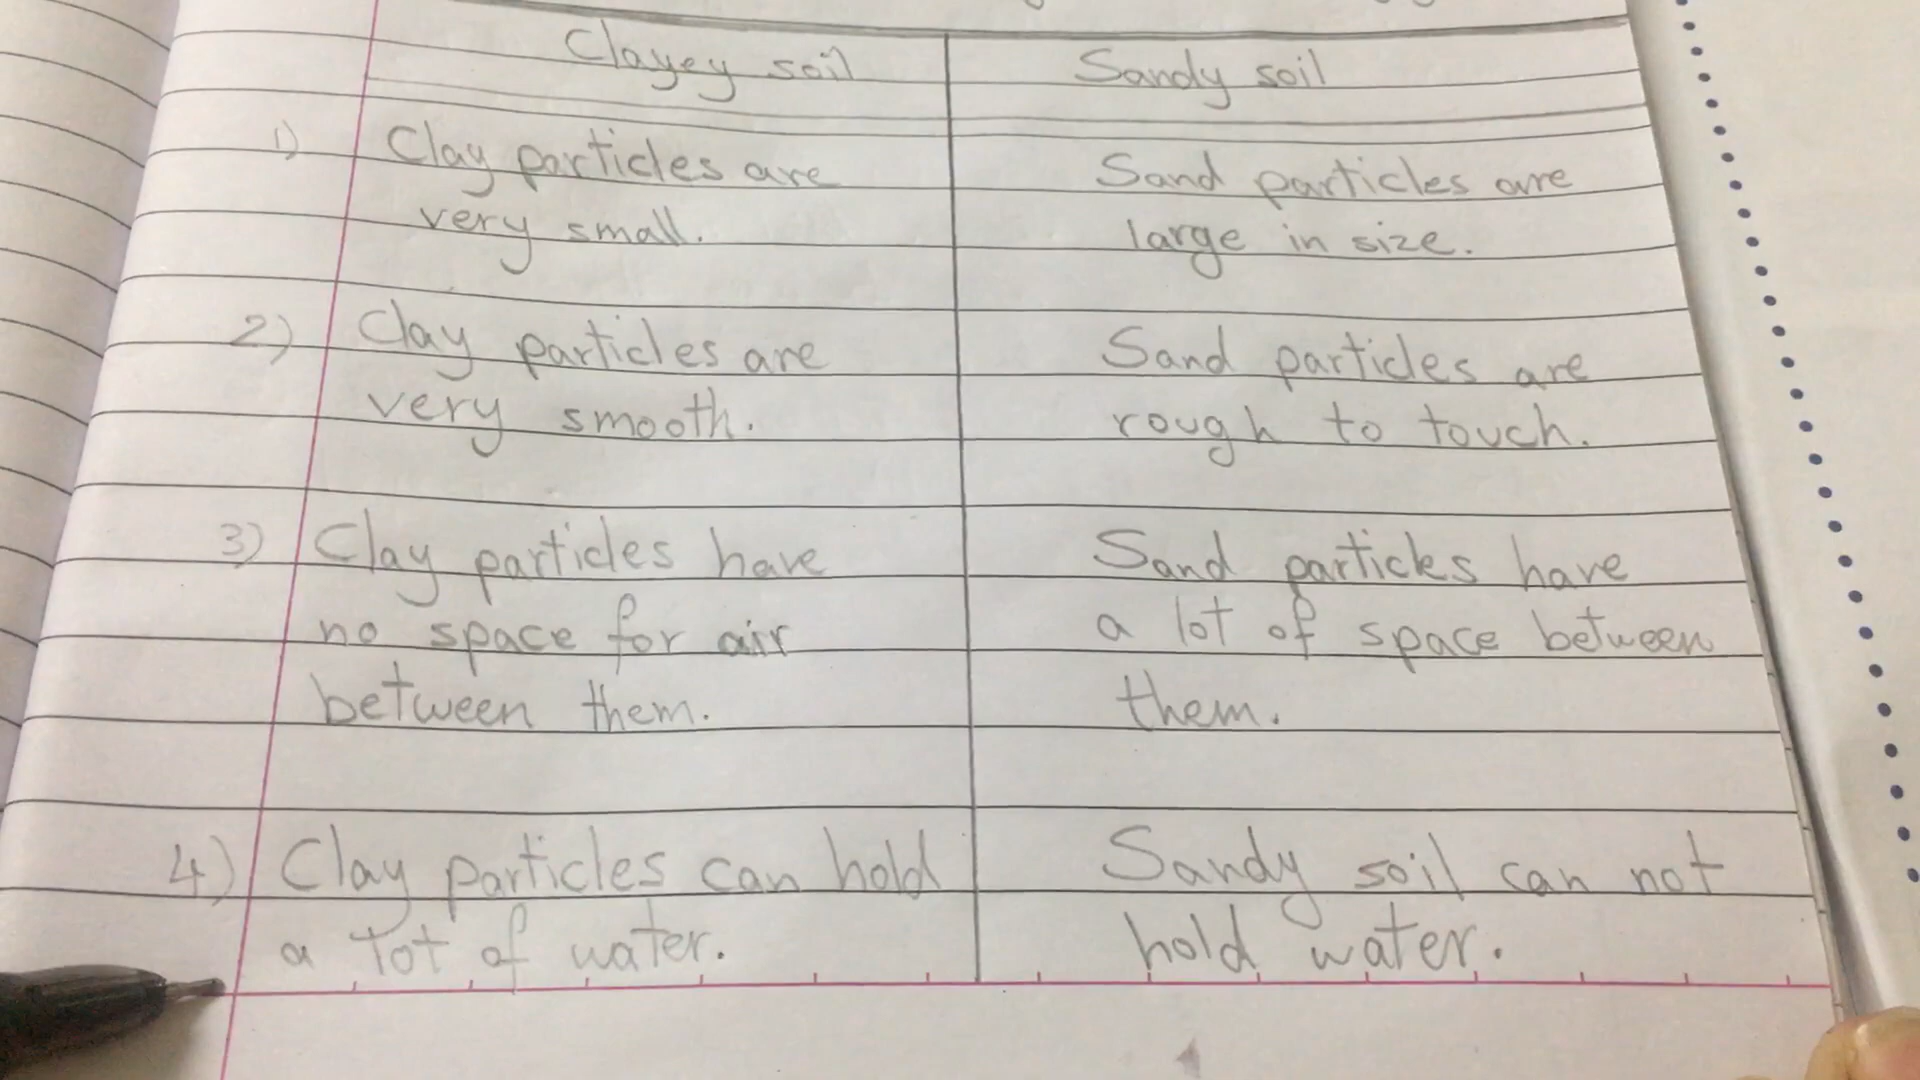 Clayey soil Sandy soil
1) Clay particles are Sand particles are
very small. large in size.
2) Clay particles are Sand particles are
very smooth. rough to touch.
3) Clay particles have Sand particles have
no space for air a lot of space between
between them. them.
4) Clay particles can hold Sandy soil can not
a lot of water. hold water.